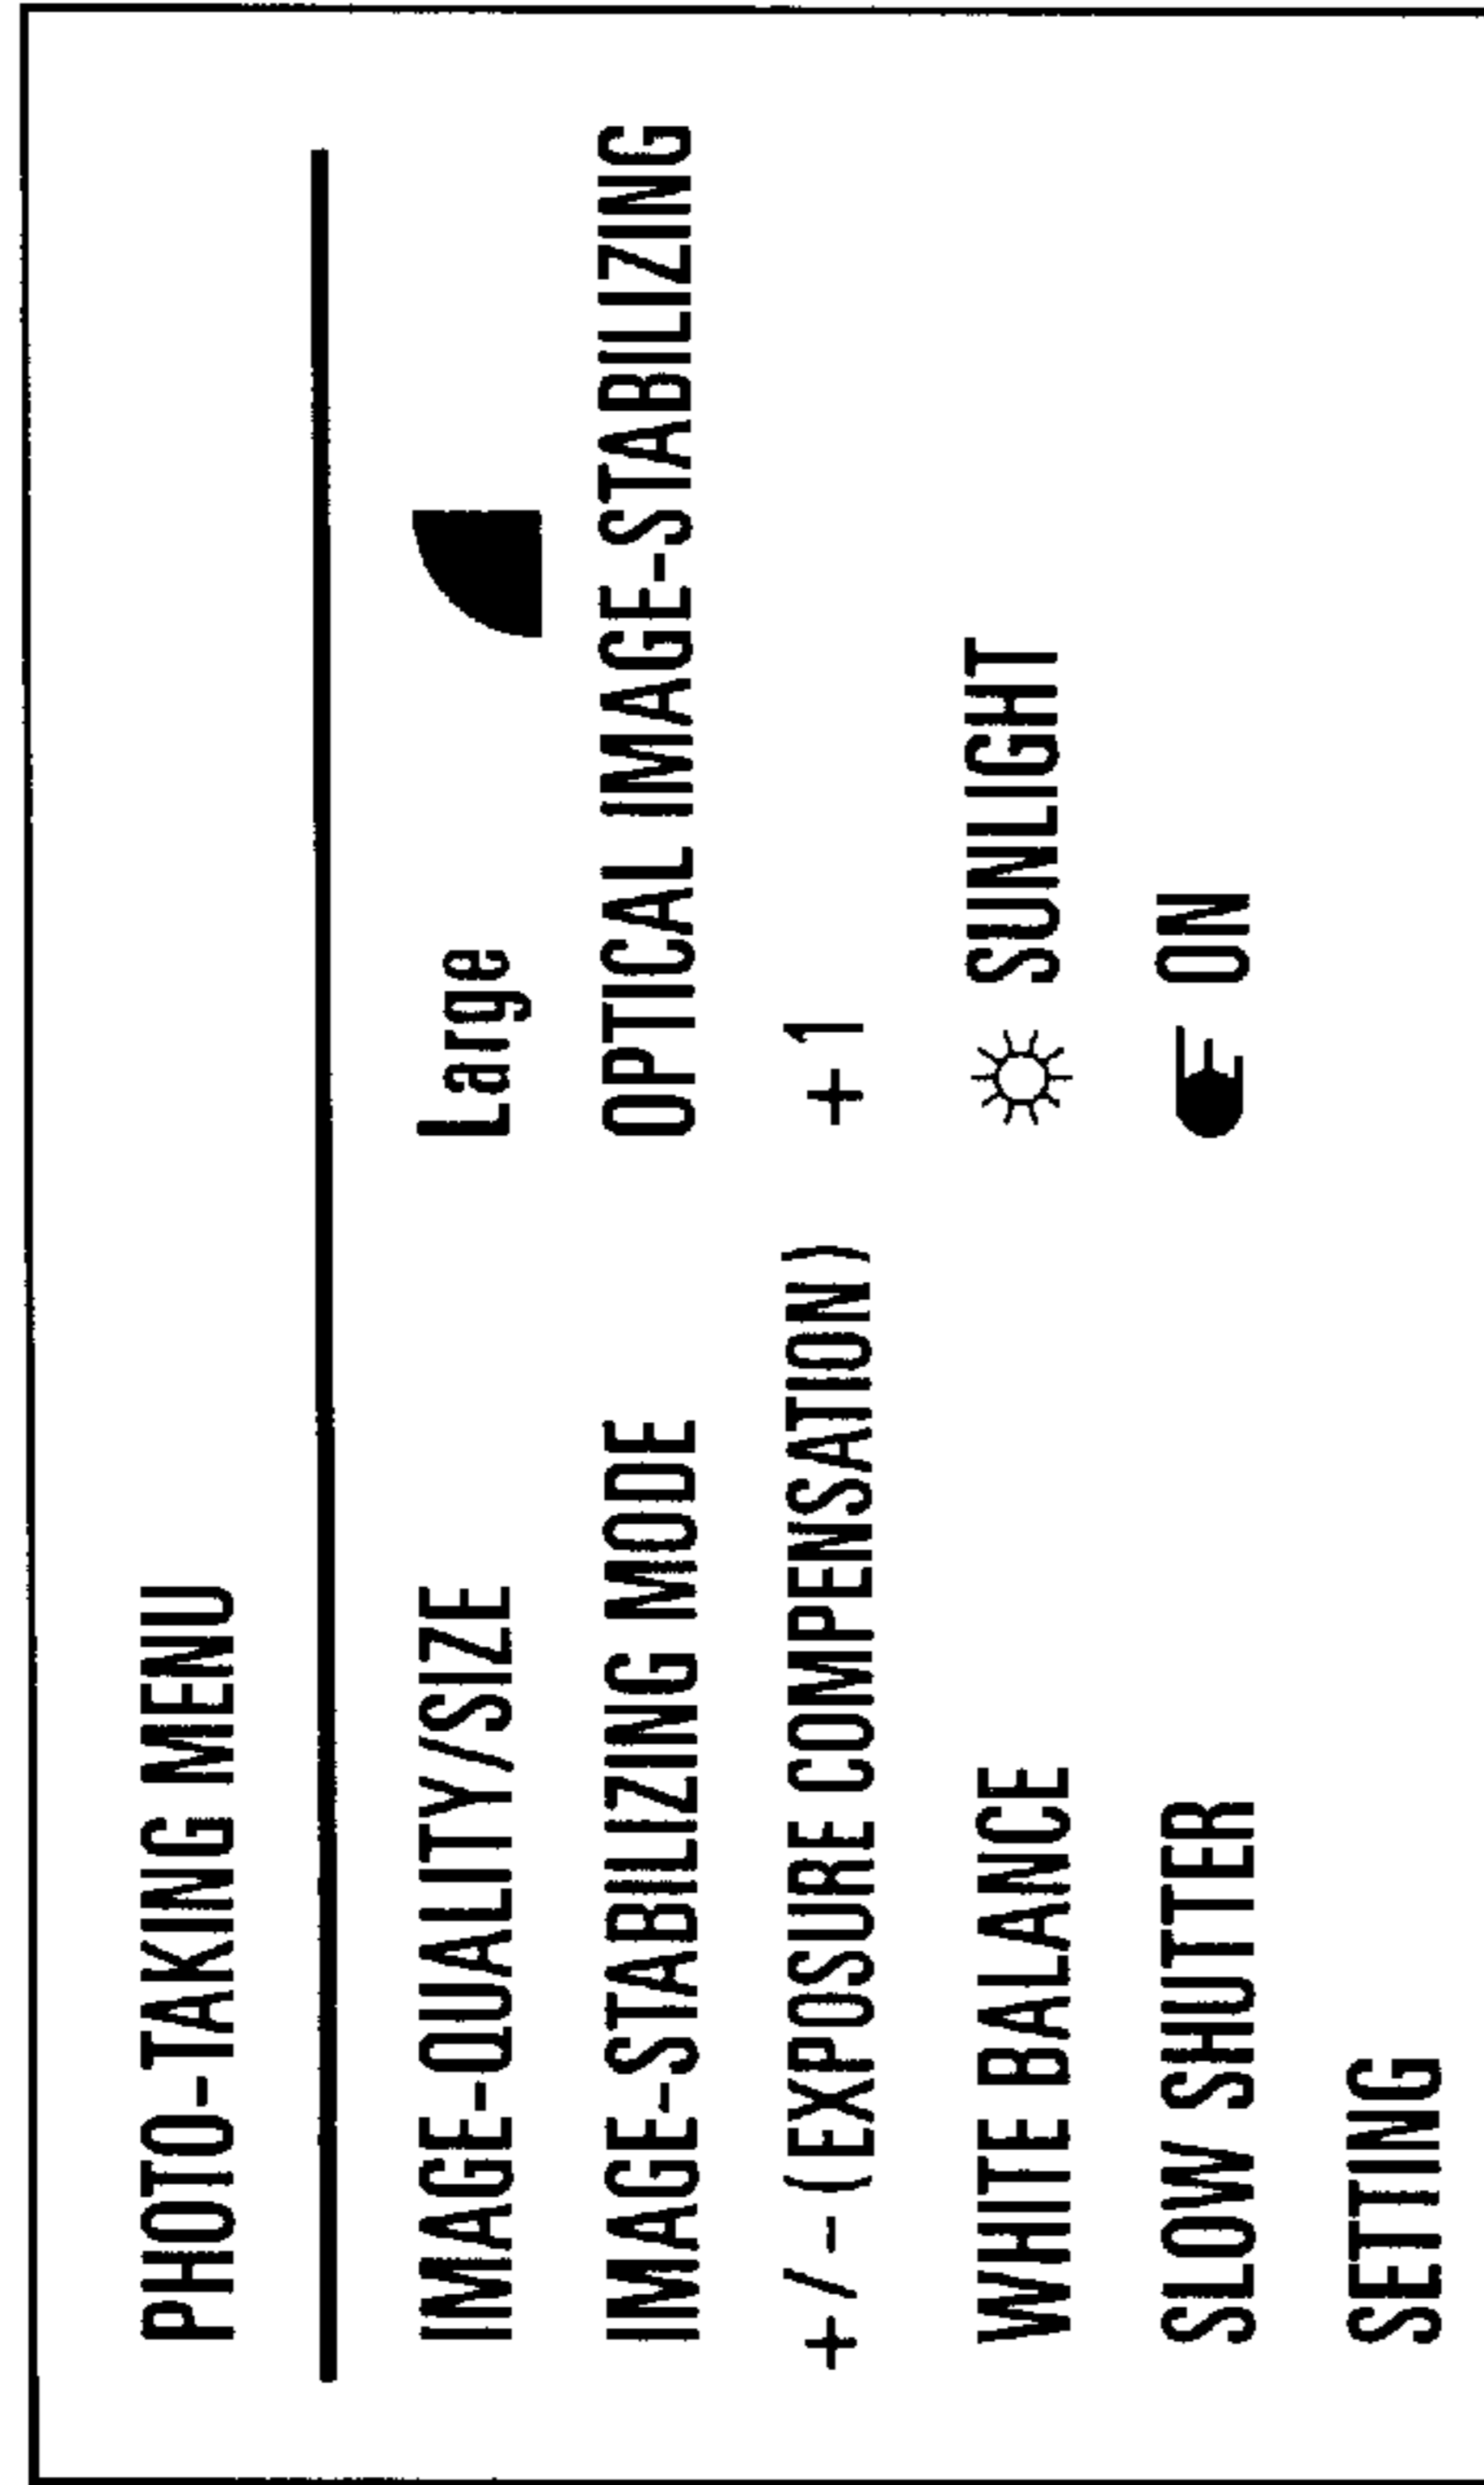 PHOTO-TAKING MENU
IMAGE-QUALITY/SIZE Large
IMAGE-STABILIZING MODE OPTICAL IMAGE-STABILIZING
+/-(EXPOSURE COMPENSATION) +1
WHITE BALANCE SUNLIGHT
SLOW SHUTTER ON
SETTING